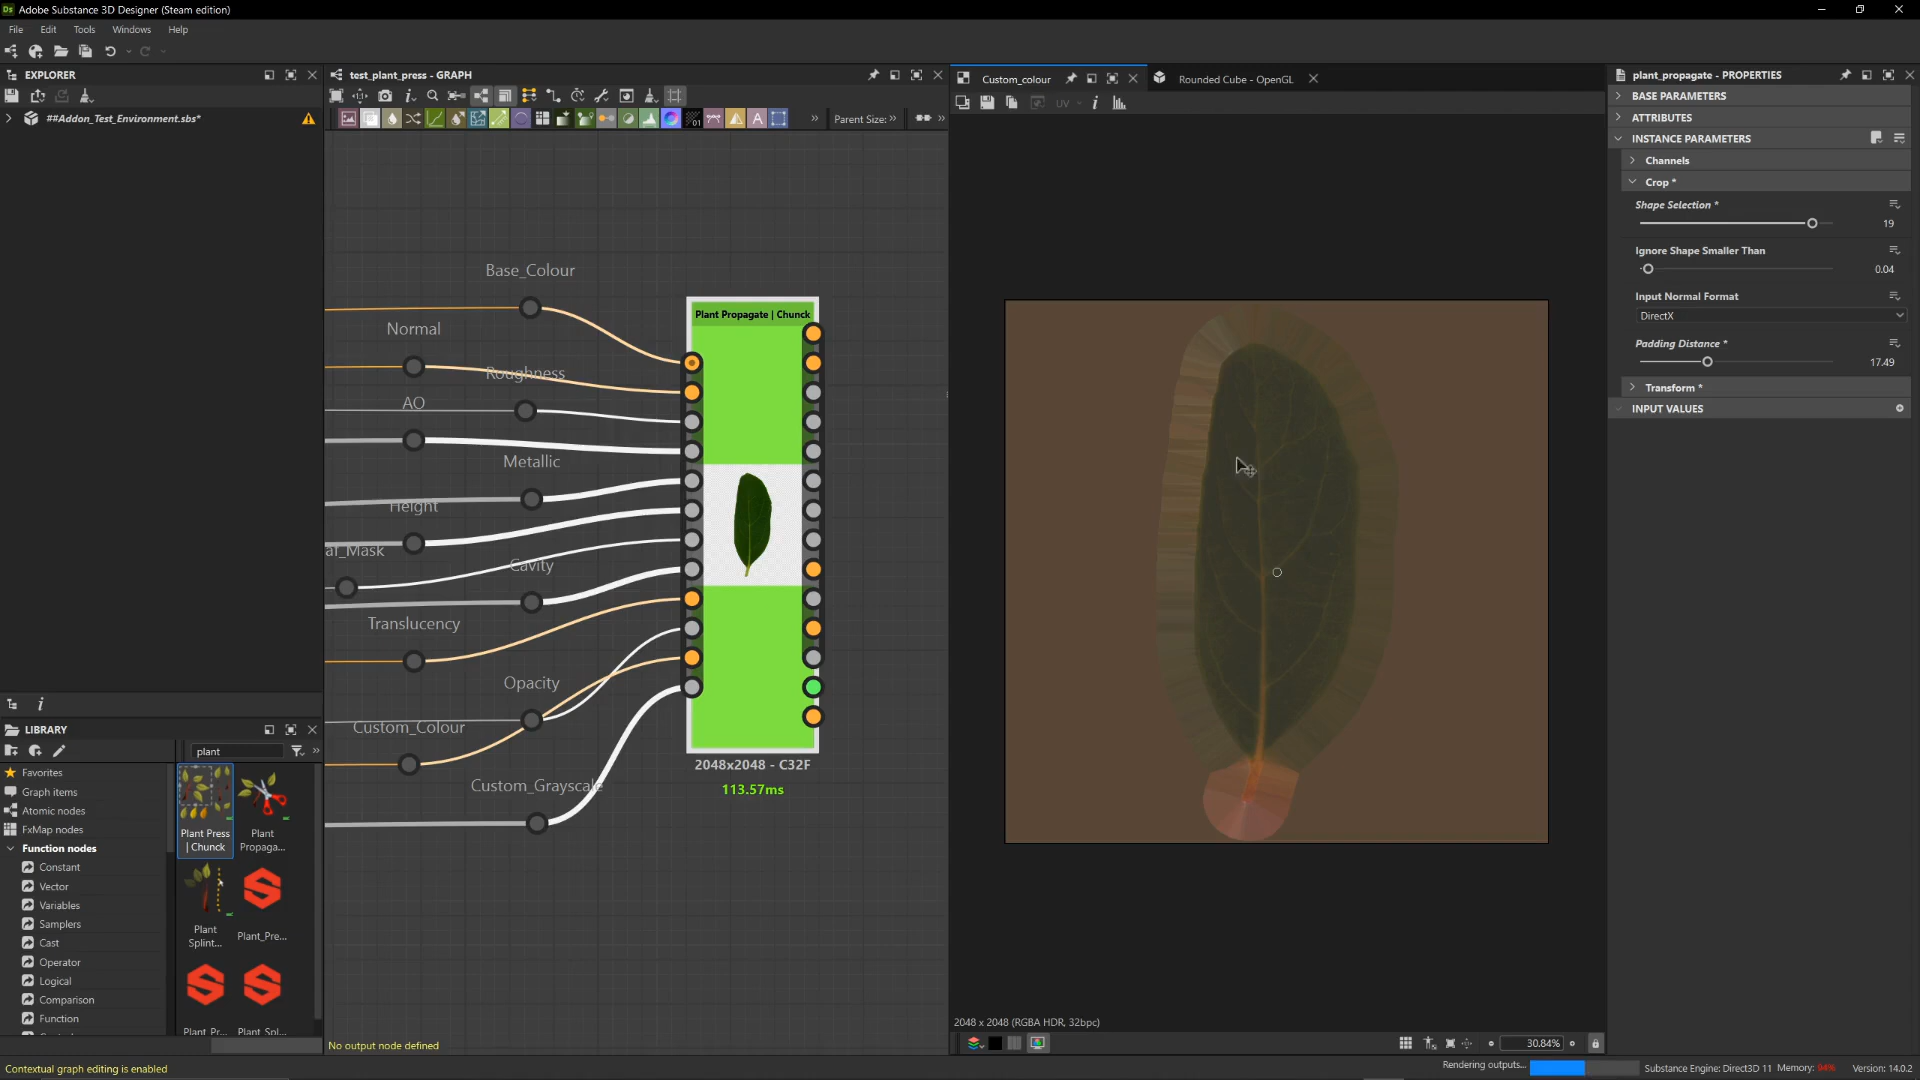 Adobe Substance 3D Designer (Steam edition)
File Edit Tools Windows Help
EXPLORER
##Addon_Test_Environment.sbs*
LIBRARY
plant
Favorites
Graph items
Atomic nodes
FxMap nodes
Function nodes
Constant
Vector
Variables
Samplers
Cast
Operator
Logical
Comparison
Function
Plant Press | Chunck
Plant Propaga...
Plant Splint...
Plant_Pre...
Plant_Pr...
Plant_Spl...
Contextual graph editing is enabled
test_plant_press - GRAPH
Parent Size:
Base_Colour
Normal
Roughness
AO
Metallic
Height
Cavity
Translucency
Opacity
Custom_Colour
Custom_Grayscale
Plant Propagate | Chunck
2048x2048 - C32F
113.57ms
No output node defined
Custom_colour
Rounded Cube - OpenGL
UV
2048 x 2048 (RGBA HDR, 32bpc)
30.84%
plant_propagate - PROPERTIES
BASE PARAMETERS
ATTRIBUTES
INSTANCE PARAMETERS
Channels
Crop *
Shape Selection *
19
Ignore Shape Smaller Than
0.04
Input Normal Format
DirectX
Padding Distance *
17.49
Transform *
INPUT VALUES
Rendering outputs...
Substance Engine: Direct3D 11 Memory: 94%
Version: 14.0.2